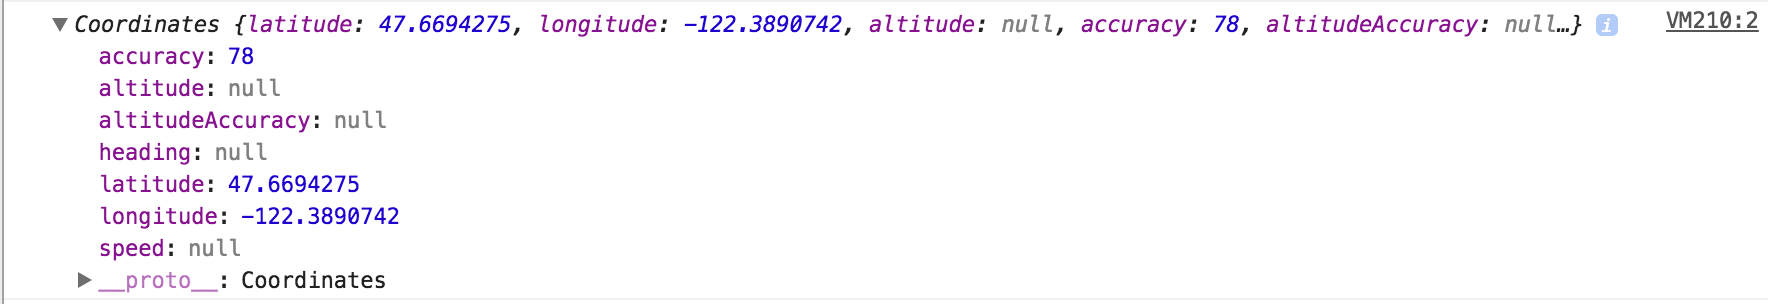 ▼Coordinates {latitude: 47.6694275, longitude: -122.3890742, altitude: null, accuracy: 78, altitudeAccuracy: null…} i VM210:2
accuracy: 78
altitude: null
altitudeAccuracy: null
heading: null
latitude: 47.6694275
longitude: -122.3890742
speed: null
▶__proto__: Coordinates